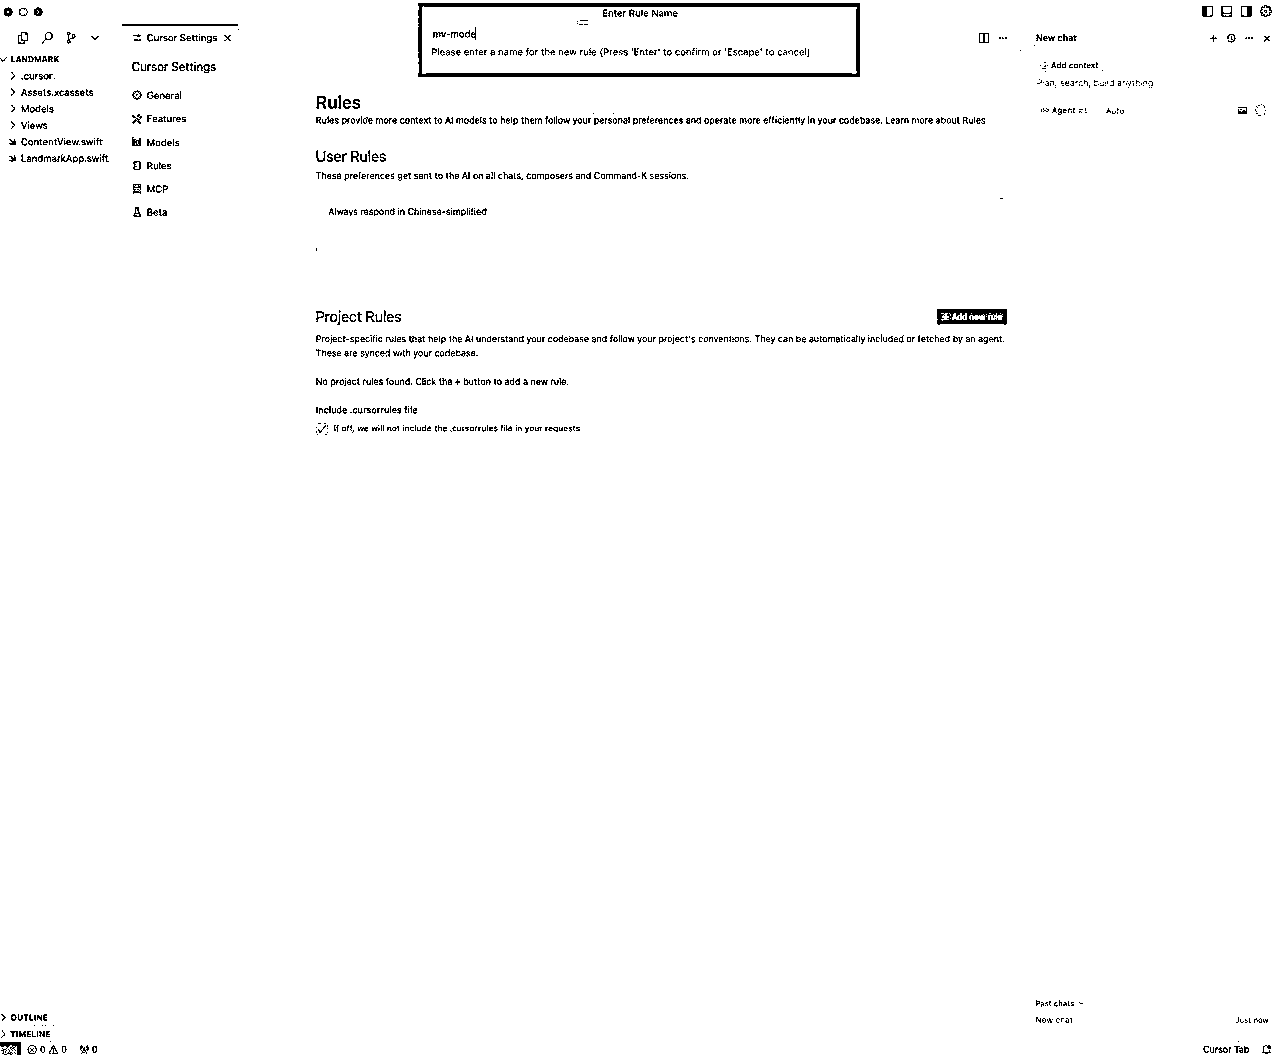 Enter Rule Name
mv-mode
Please enter a name for the new rule (Press 'Enter' to confirm or 'Escape' to cancel)
Cursor Settings
New chat
LANDMARK
.cursor
Assets.xcassets
Models
Views
ContentView.swift
LandmarkApp.swift
Cursor Settings
General
Features
Models
Rules
MCP
Beta
Rules
Rules provide more context to AI models to help them follow your personal preferences and operate more efficiently in your codebase. Learn more about Rules
User Rules
These preferences get sent to the AI on all chats, composers and Command-K sessions.
Always respond in Chinese-simplified
Project Rules
Add new rule
Project-specific rules that help the AI understand your codebase and follow your project's conventions. They can be automatically included or fetched by an agent.
These are synced with your codebase.
No project rules found. Click the + button to add a new rule.
Include .cursorrules file
If off, we will not include the .cursorrules file in your requests
Add context
Plan, search, build anything
Agent
Auto
Past chats
New chat
Just now
OUTLINE
TIMELINE
0 0 0
Cursor Tab